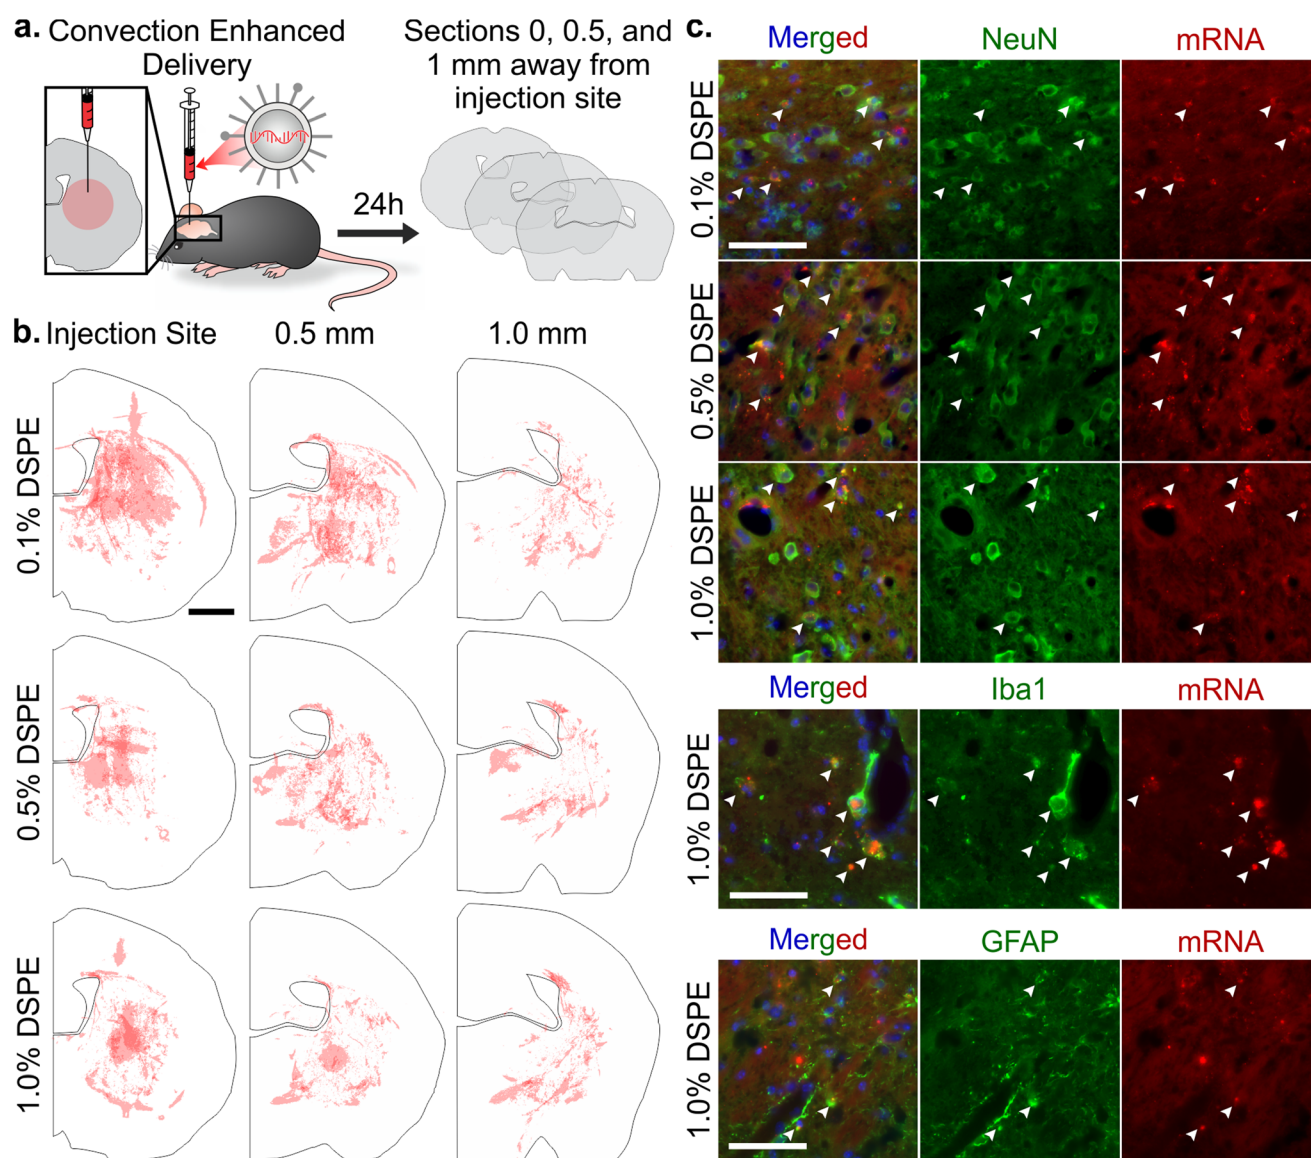 a. Convection Enhanced
Delivery
Sections 0, 0.5, and
1 mm away from
injection site
24h
b. Injection Site
0.5 mm
1.0 mm
0.1% DSPE
0.5% DSPE
1.0% DSPE
c.
Merged
NeuN
mRNA
0.1% DSPE
0.5% DSPE
1.0% DSPE
Merged
Iba1
mRNA
1.0% DSPE
Merged
GFAP
mRNA
1.0% DSPE